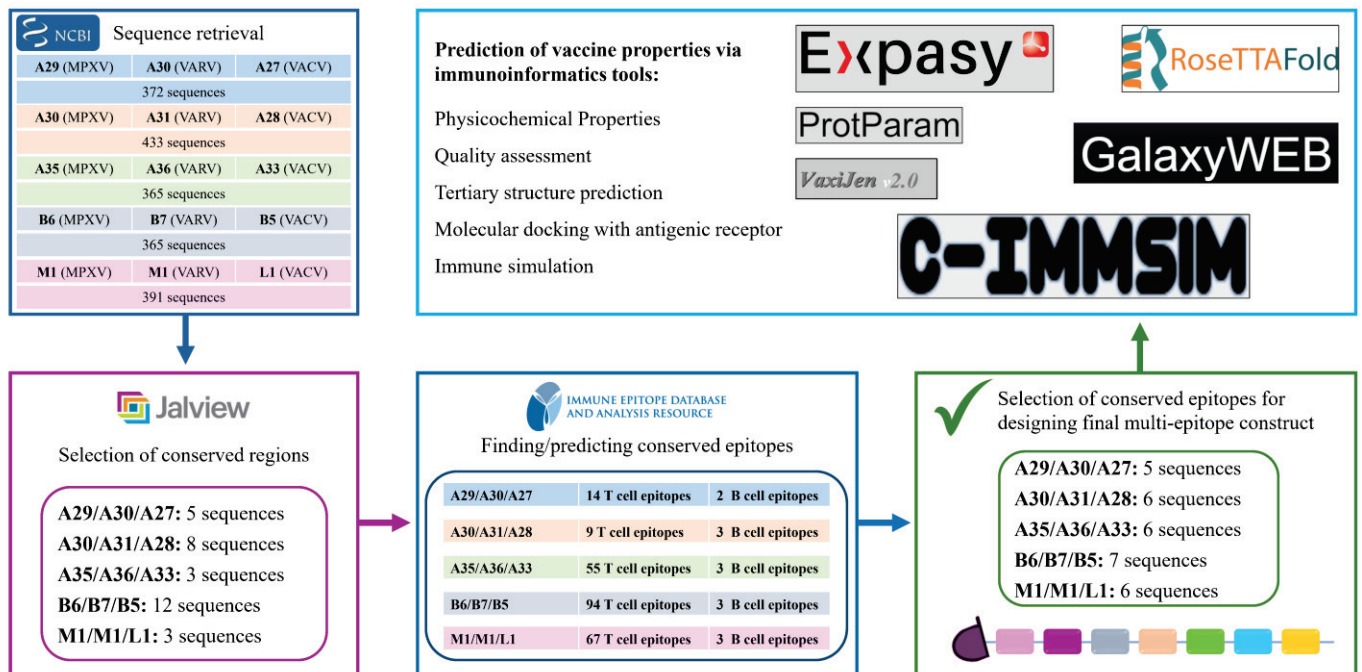 NCBI Sequence retrieval
A29 (MPXV) A30 (VARV) A27 (VACV)
372 sequences
A30 (MPXV) A31 (VARV) A28 (VACV)
433 sequences
A35 (MPXV) A36 (VARV) A33 (VACV)
365 sequences
B6 (MPXV) B7 (VARV) B5 (VACV)
365 sequences
M1 (MPXV) M1 (VARV) L1 (VACV)
391 sequences
Prediction of vaccine properties via
immunoinformatics tools:
Physicochemical Properties
Quality assessment
Tertiary structure prediction
Molecular docking with antigenic receptor
Immune simulation
Expasy
RoseTTAFold
ProtParam
GalaxyWEB
VaxiJen v2.0
C-IMMSIM
Jalview
Selection of conserved regions
A29/A30/A27: 5 sequences
A30/A31/A28: 8 sequences
A35/A36/A33: 3 sequences
B6/B7/B5: 12 sequences
M1/M1/L1: 3 sequences
IMMUNE EPITOPE DATABASE
AND ANALYSIS RESOURCE
Finding/predicting conserved epitopes
A29/A30/A27 14 T cell epitopes 2 B cell epitopes
A30/A31/A28 9 T cell epitopes 3 B cell epitopes
A35/A36/A33 55 T cell epitopes 3 B cell epitopes
B6/B7/B5 94 T cell epitopes 3 B cell epitopes
M1/M1/L1 67 T cell epitopes 3 B cell epitopes
Selection of conserved epitopes for
designing final multi-epitope construct
A29/A30/A27: 5 sequences
A30/A31/A28: 6 sequences
A35/A36/A33: 6 sequences
B6/B7/B5: 7 sequences
M1/M1/L1: 6 sequences